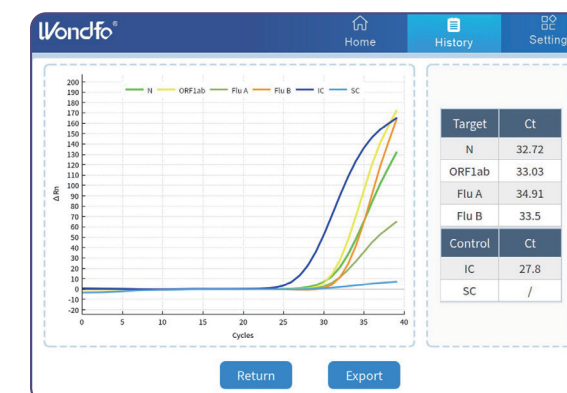 Wondfo®
Home
History
Setting
N ORF1ab Flu A Flu B IC SC
200
190
180
170
160
150
140
130
120
110
100
90
80
70
60
50
40
30
20
10
0
-10
-20
Δ Rn
0 5 10 15 20 25 30 35 40
Cycles
Target Ct
N 32.72
ORF1ab 33.03
Flu A 34.91
Flu B 33.5
Control Ct
IC 27.8
SC /
Return Export